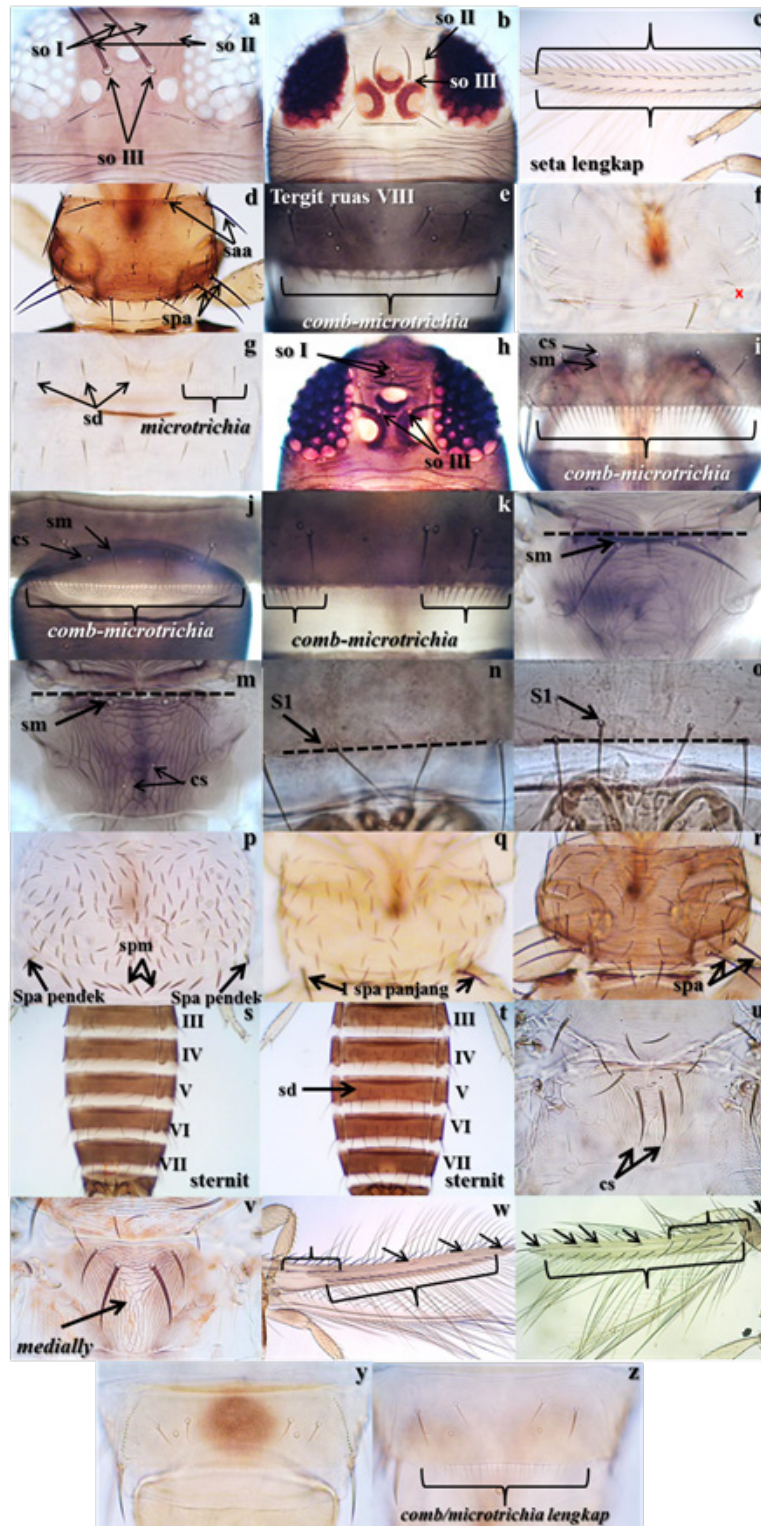 a
so I
so II
so III
b
so II
so III
c
seta lengkap
d
saa
spa
Tergit ruas VIII
e
comb-microtrichia
f
x
g
sd
microtrichia
h
so I
so III
i
cs
sm
comb-microtrichia
j
sm
cs
comb-microtrichia
k
comb-microtrichia
l
sm
m
sm
cs
n
S1
o
S1
p
spm
Spa pendek
Spa pendek
q
1 spa panjang
r
spa
s
III
IV
V
VI
VII
sternit
t
III
IV
sd
V
VI
VII
sternit
u
cs
v
medially
w
x
y
z
comb/microtrichia lengkap